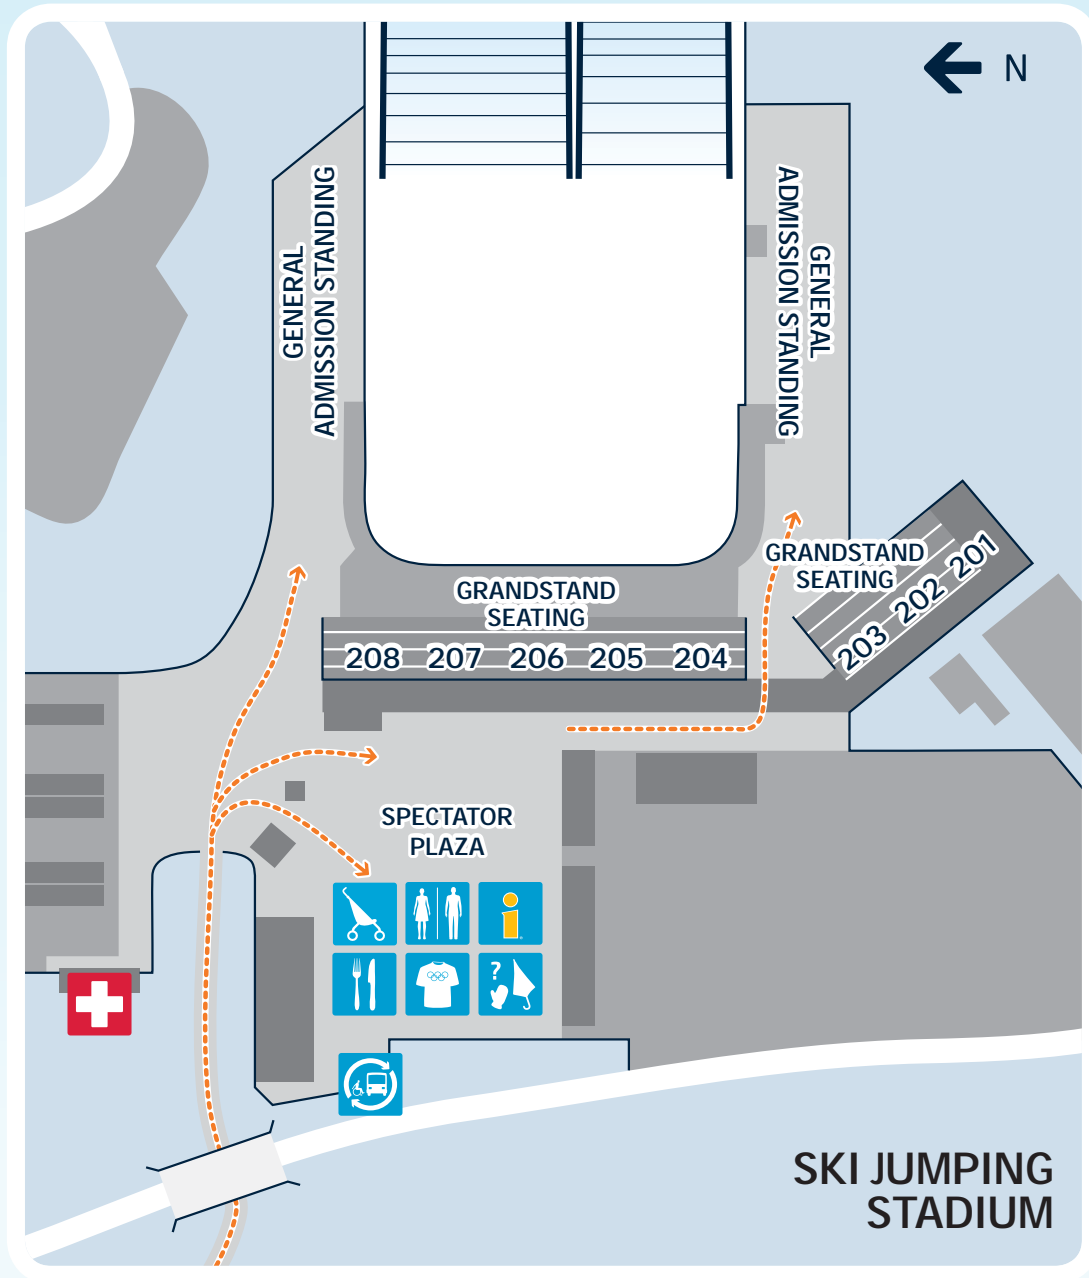 N
GENERAL
ADMISSION STANDING
GENERAL
ADMISSION STANDING
GRANDSTAND
SEATING
201
202
203
GRANDSTAND
SEATING
208 207 206 205 204
SPECTATOR
PLAZA
i
?
SKI JUMPING
STADIUM